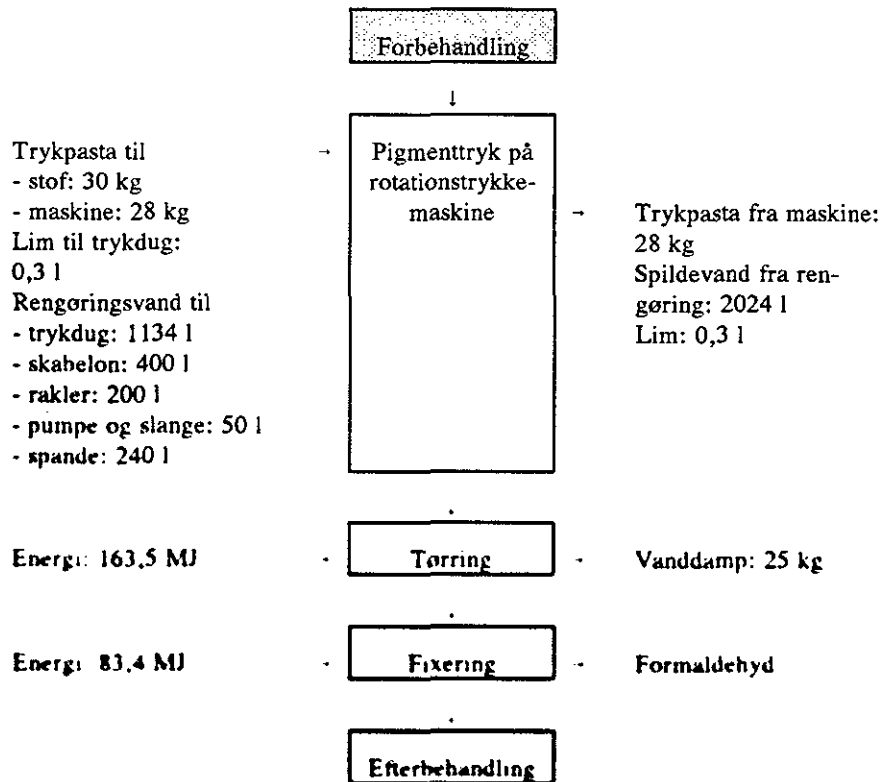 Forbehandling
↓
Trykpasta til
- stof: 30 kg
- maskine: 28 kg
Lim til trykdug:
0,3 l
Rengøringsvand til
- trykdug: 1134 l
- skabelon: 400 l
- rakler: 200 l
- pumpe og slange: 50 l
- spande: 240 l
→
Pigmenttryk på
rotationstrykke-
maskine
→
Trykpasta fra maskine:
28 kg
Spildevand fra ren-
gøring: 2024 l
Lim: 0,3 l
Energi: 163,5 MJ
Tørring
Vanddamp: 25 kg
Energi 83,4 MJ
Fixering
Formaldehyd
Efterbehandling